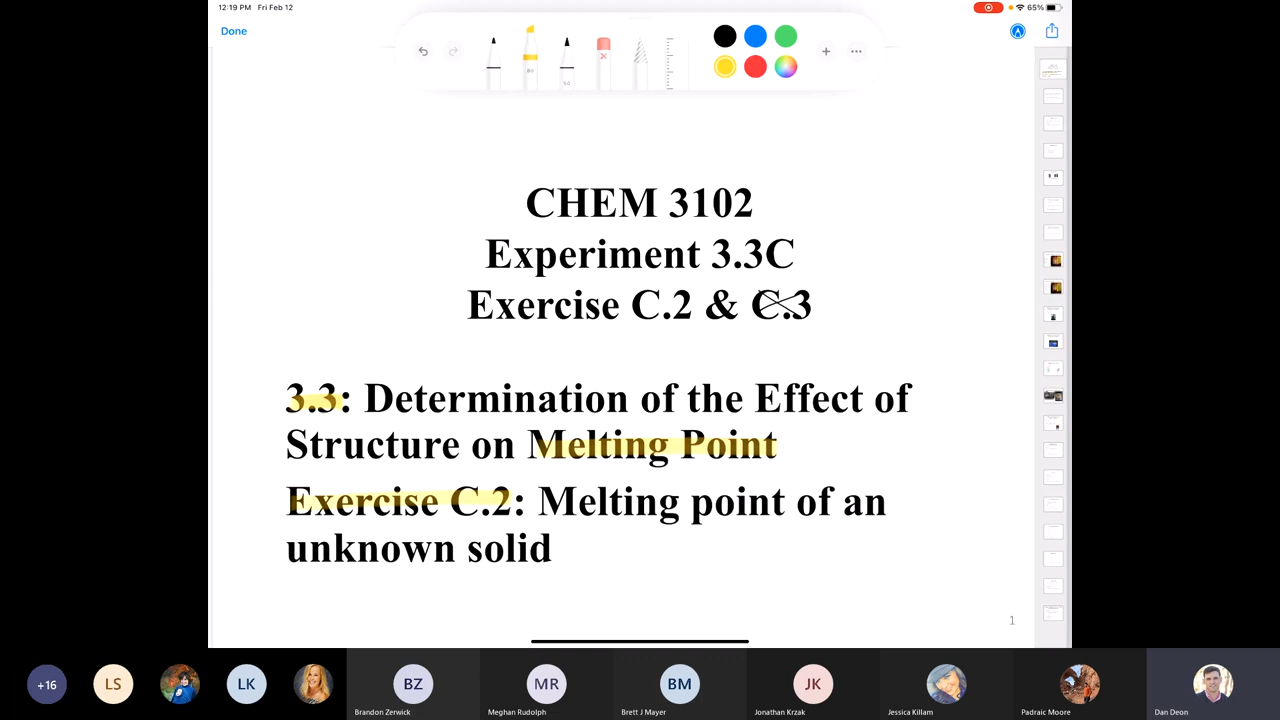 12:19 PM Fri Feb 12
65%
Done
CHEM 3102
Experiment 3.3C
Exercise C.2 & C.3
3.3: Determination of the Effect of
Structure on Melting Point
Exercise C.2: Melting point of an
unknown solid
1
+16
LS
LK
BZ
MR
BM
JK
Brandon Zerwick
Meghan Rudolph
Brett J Mayer
Jonathan Krzak
Jessica Killam
Padraic Moore
Dan Deon